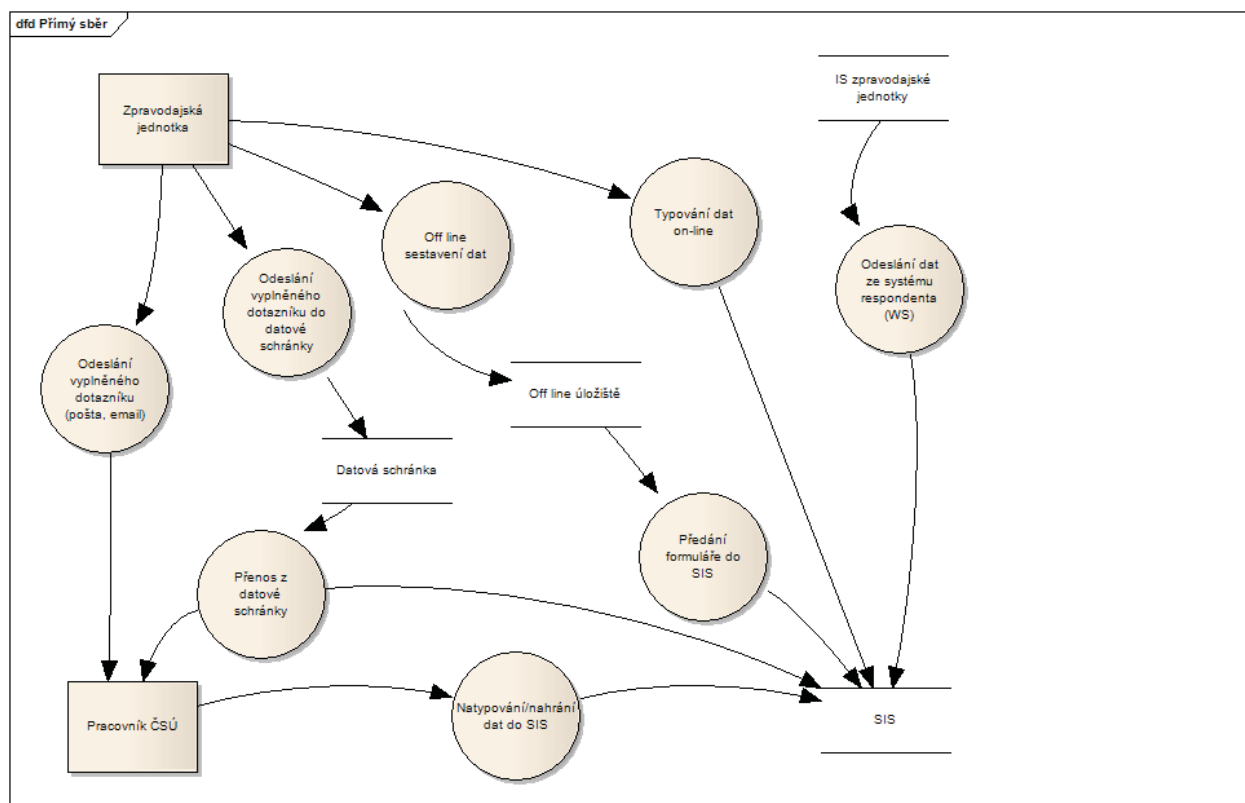 dfd Přímý sběr
Zpravodajská
jednotka
IS zpravodajské
jednotky
Typování dat
on-line
Off line
sestavení dat
Odeslání dat
ze systému
respondenta
(WS)
Odeslání
vyplněného
dotazníku do
datové
schránky
Odeslání
vyplněného
dotazníku
(pošta, email)
Off line úložiště
Datová schránka
Předání
formuláře do
SIS
Přenos z
datové
schránky
Pracovník ČSÚ
Natypování/nahrání
dat do SIS
SIS